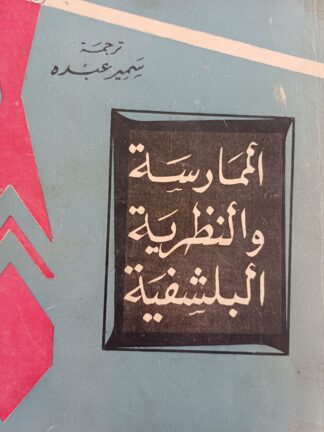 ترجمة
سمير عبده
الممارسة
والنظرية
البلشفية